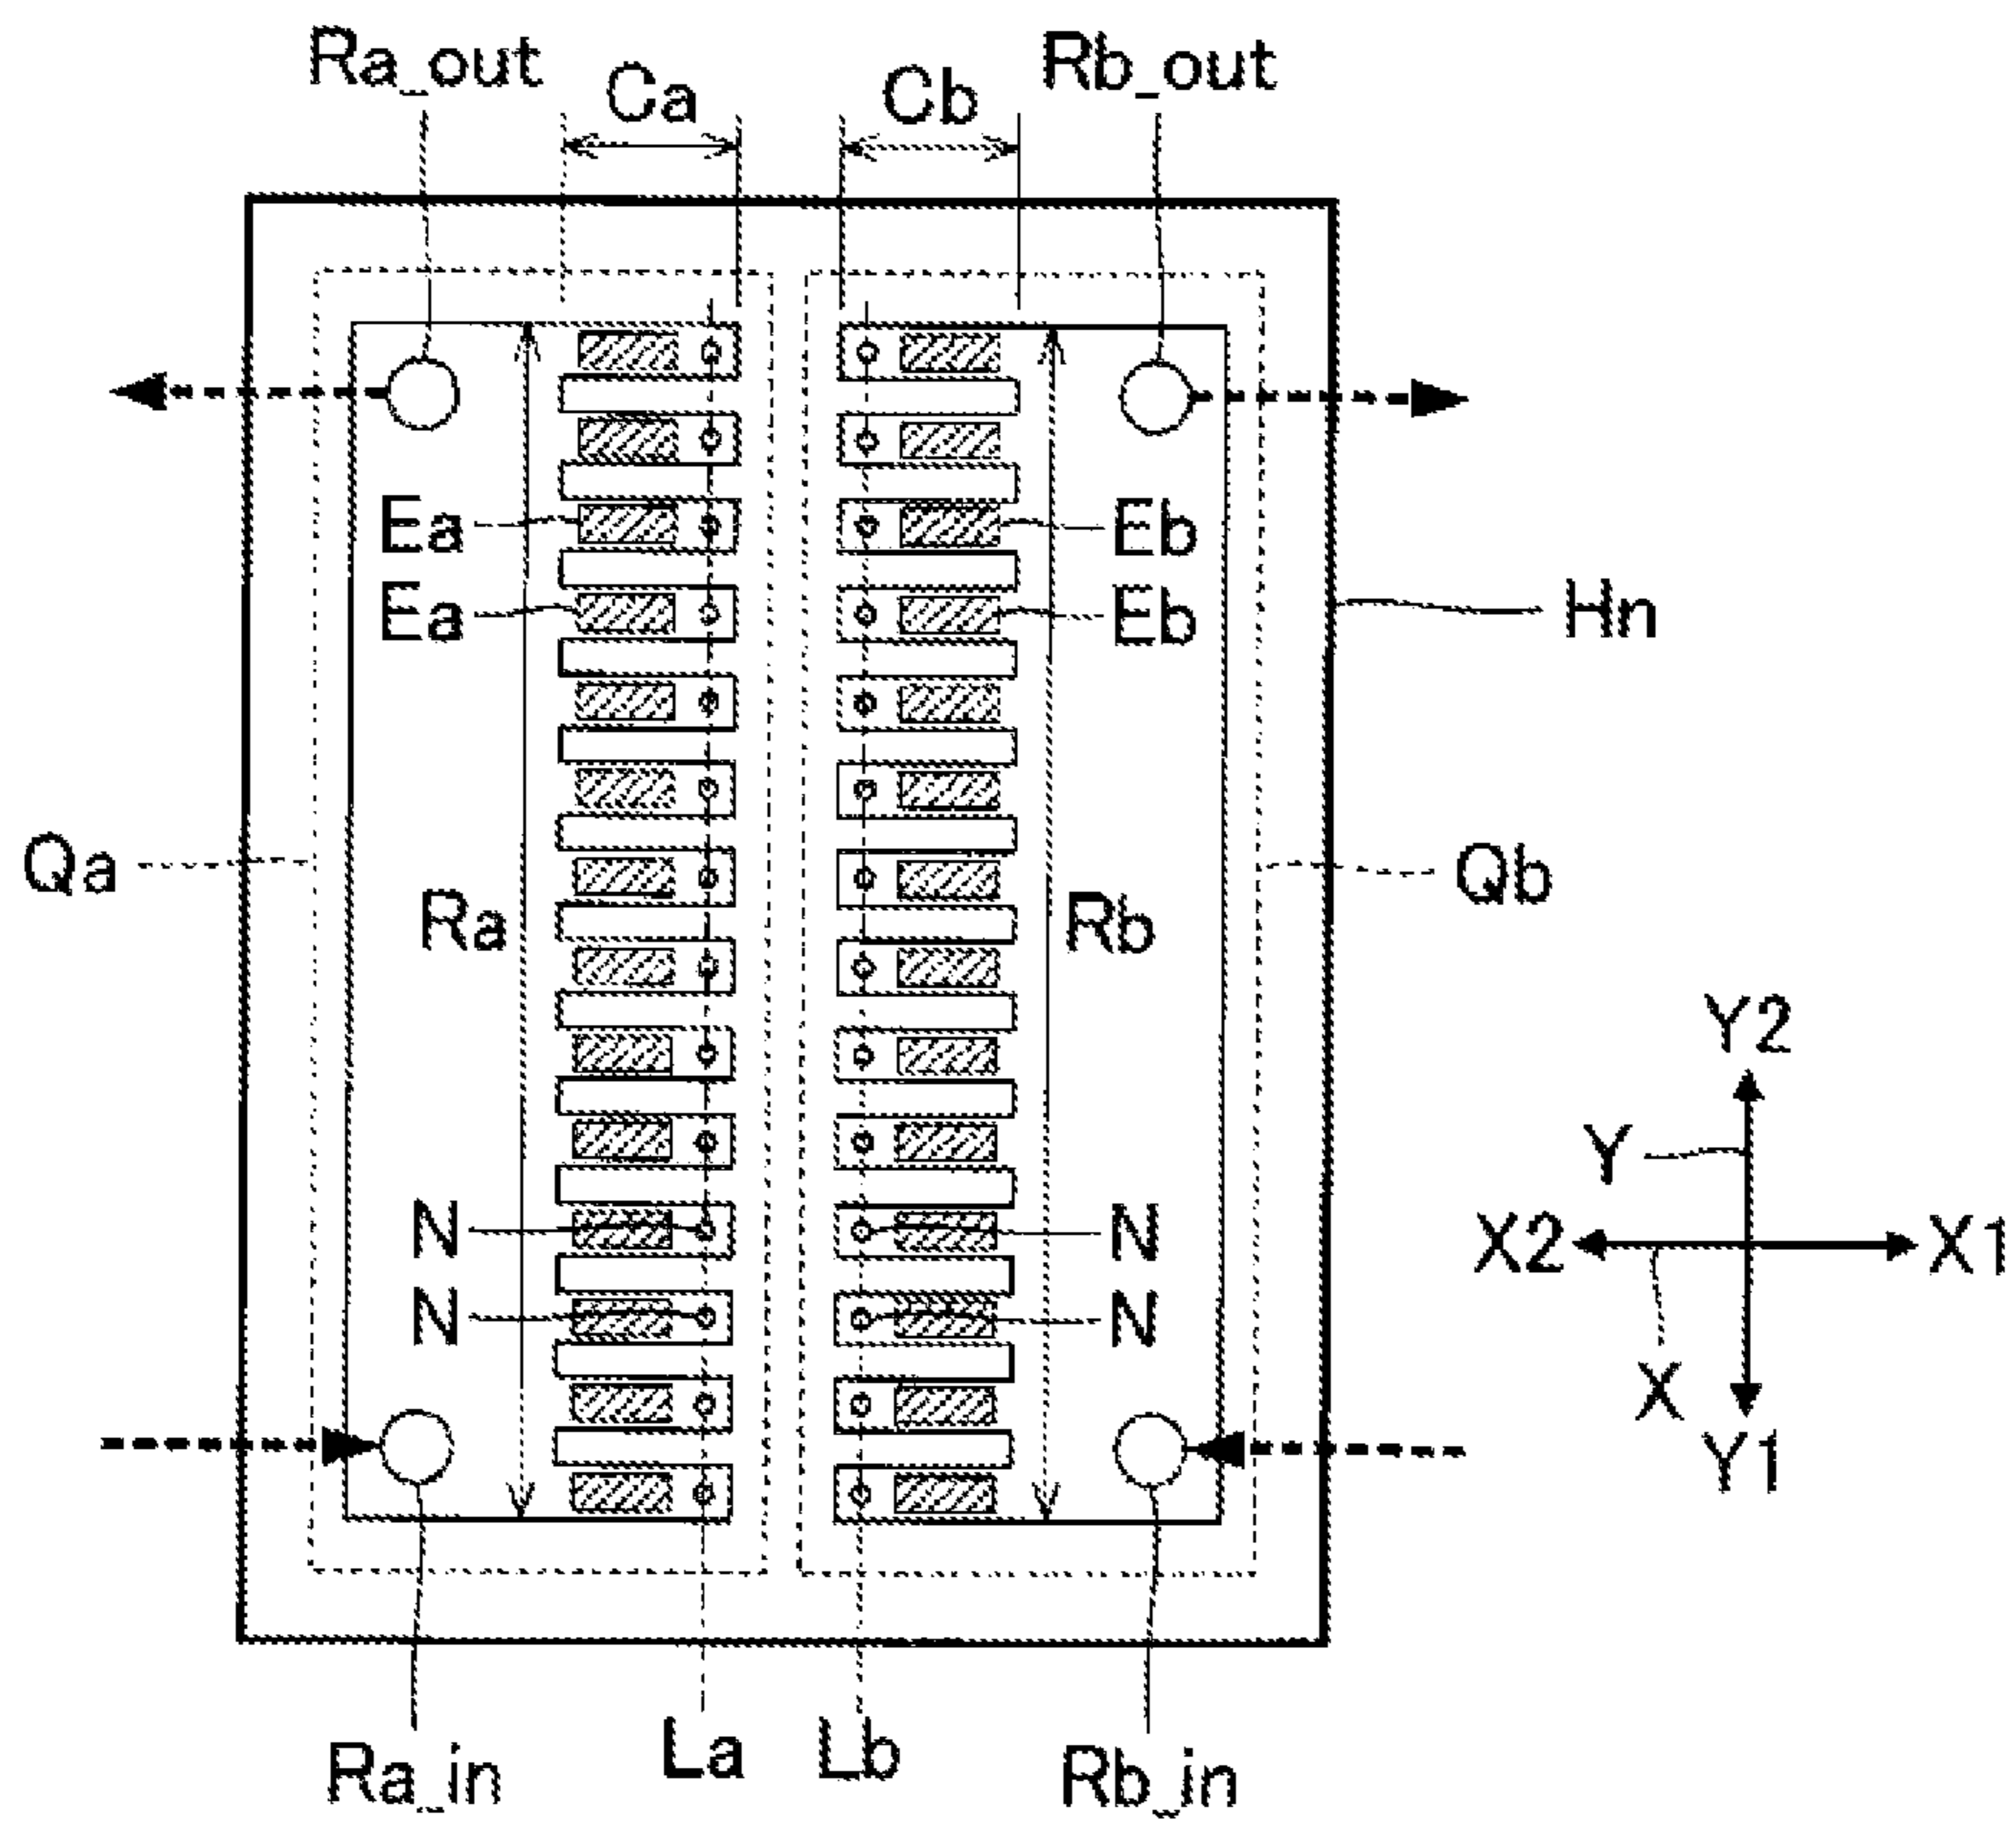 Ra_out Ca Cb Rb_out
Ea Eb
Ea Eb Hn
Qa Ra Rb Qb
Y2
Y
N N X2 X1
N N
X
Y1
Ra_in La Lb Rb_in